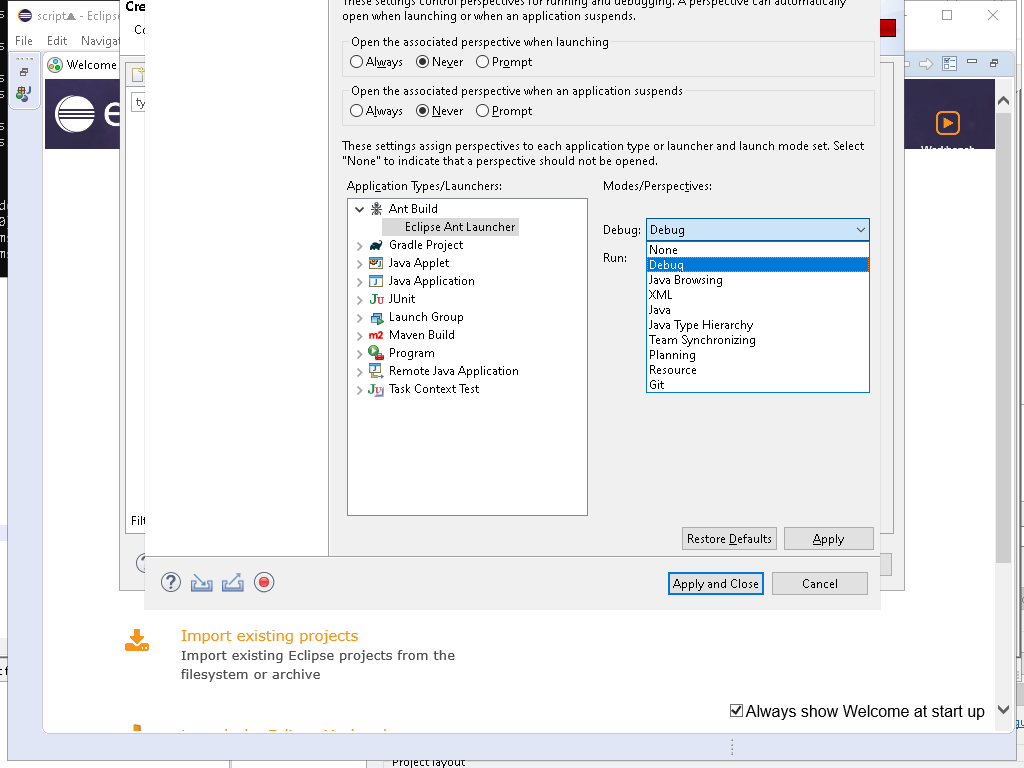 script
- Eclipse
Cre
These settings control perspectives for running and debugging. A perspective can automatically
open when launching or when an application suspends.
File Edit Navigat
Welcome
Open the associated perspective when launching
Always Never Prompt
Open the associated perspective when an application suspends
Always Never Prompt
These settings assign perspectives to each application type or launcher and launch mode set. Select
"None" to indicate that a perspective should not be opened.
Application Types/Launchers:
Modes/Perspectives:
Ant Build
Eclipse Ant Launcher
Gradle Project
Java Applet
Java Application
JUnit
Launch Group
Maven Build
Program
Remote Java Application
Task Context Test
Debug: Debug
Run:
None
Debug
Java Browsing
XML
Java
Java Type Hierarchy
Team Synchronizing
Planning
Resource
Git
Workbench
Restore Defaults
Apply
Apply and Close
Cancel
Import existing projects
Import existing Eclipse projects from the
filesystem or archive
Always show Welcome at start up
Project layout